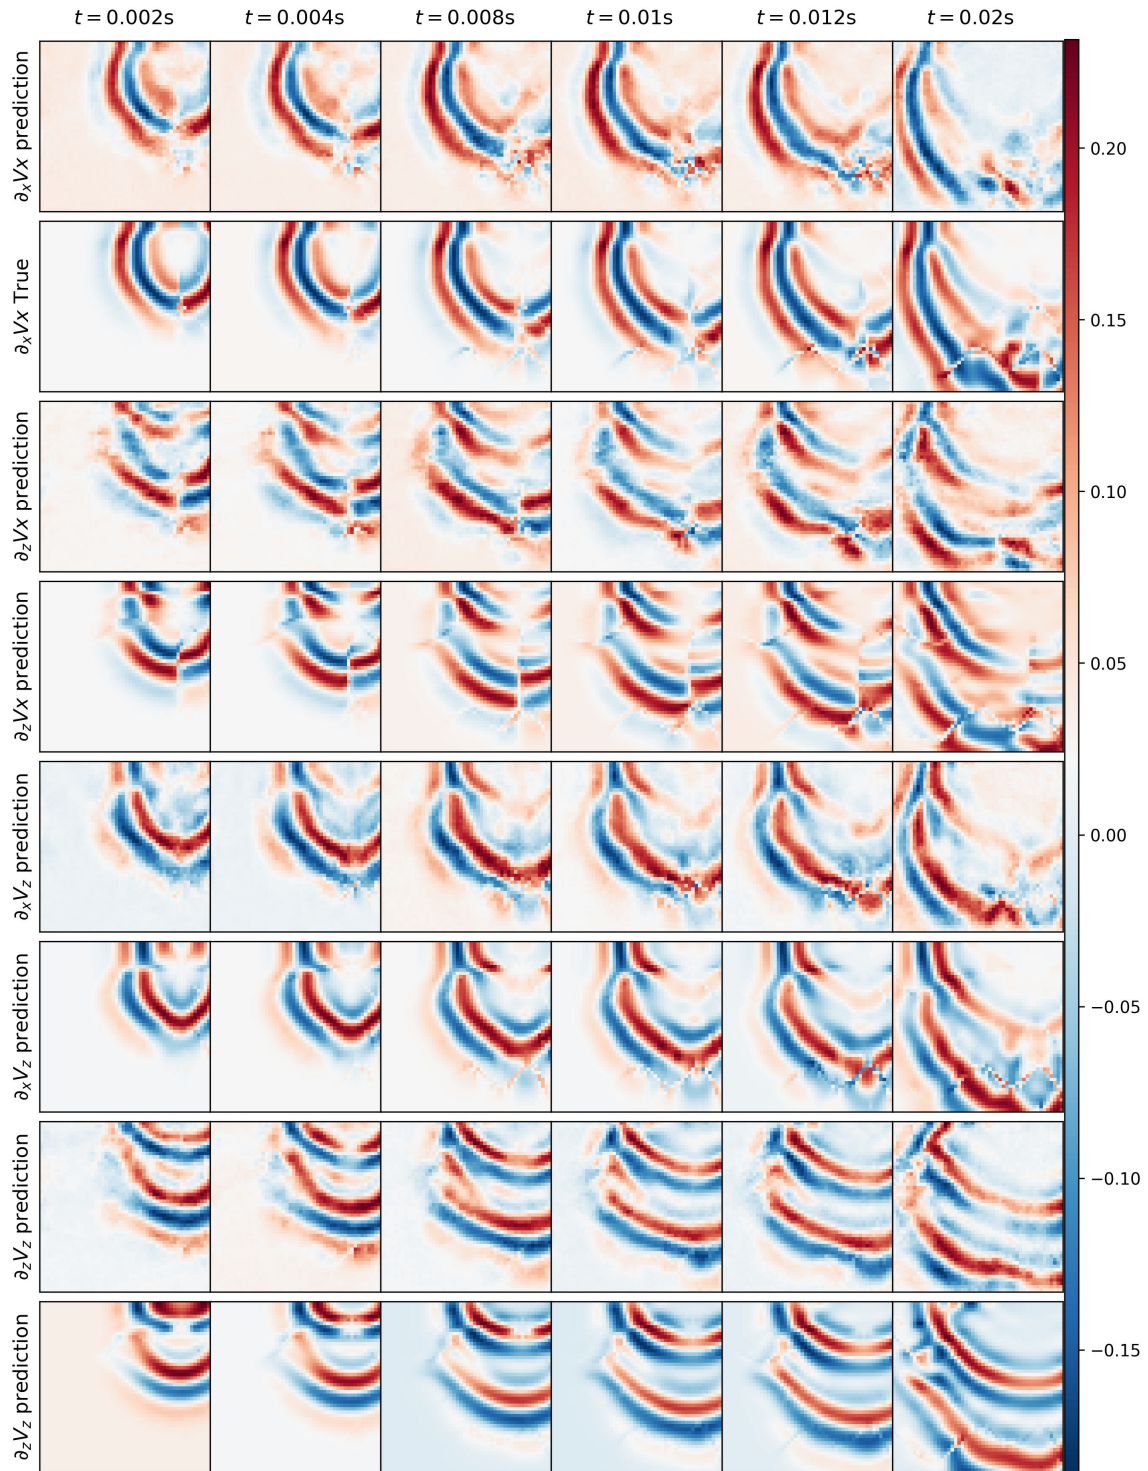 t = 0.002s t = 0.004s t = 0.008s t = 0.01s t = 0.012s t = 0.02s
∂xVx prediction
∂xVx True
∂zVx prediction
∂zVx prediction
∂xVz prediction
∂xVz prediction
∂zVz prediction
∂zVz prediction
0.20
0.15
0.10
0.05
0.00
−0.05
−0.10
−0.15